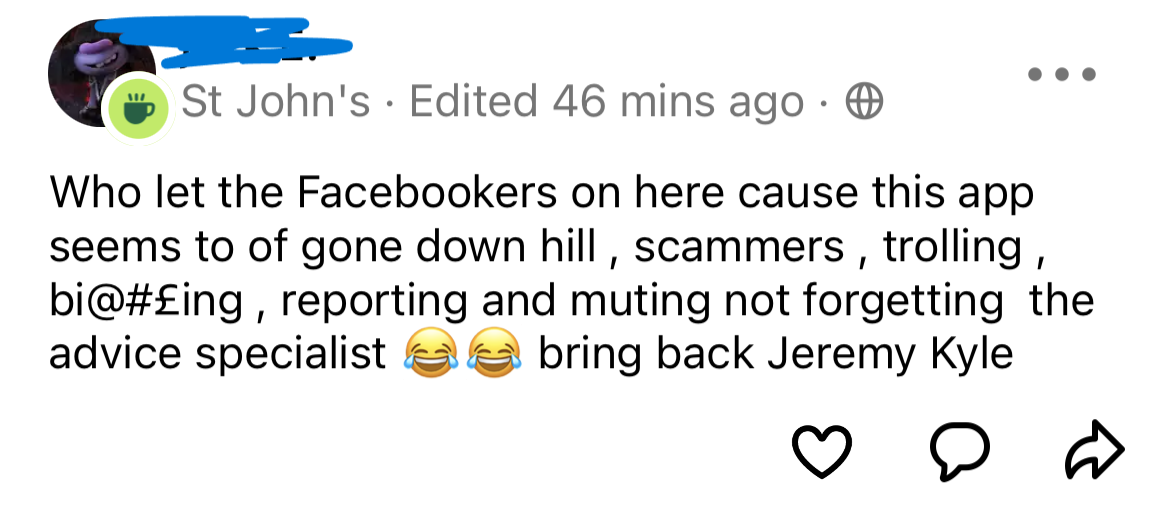 St John's · Edited 46 mins ago ·
Who let the Facebookers on here cause this app
seems to of gone down hill , scammers , trolling ,
bi@#£ing , reporting and muting not forgetting  the
advice specialist 😂😂 bring back Jeremy Kyle